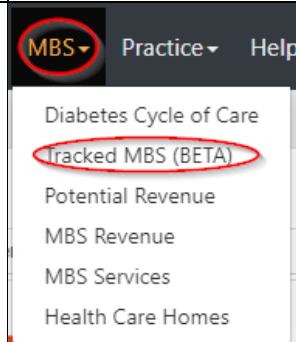 MBS Practice Help
Diabetes Cycle of Care
Tracked MBS (BETA)
Potential Revenue
MBS Revenue
MBS Services
Health Care Homes